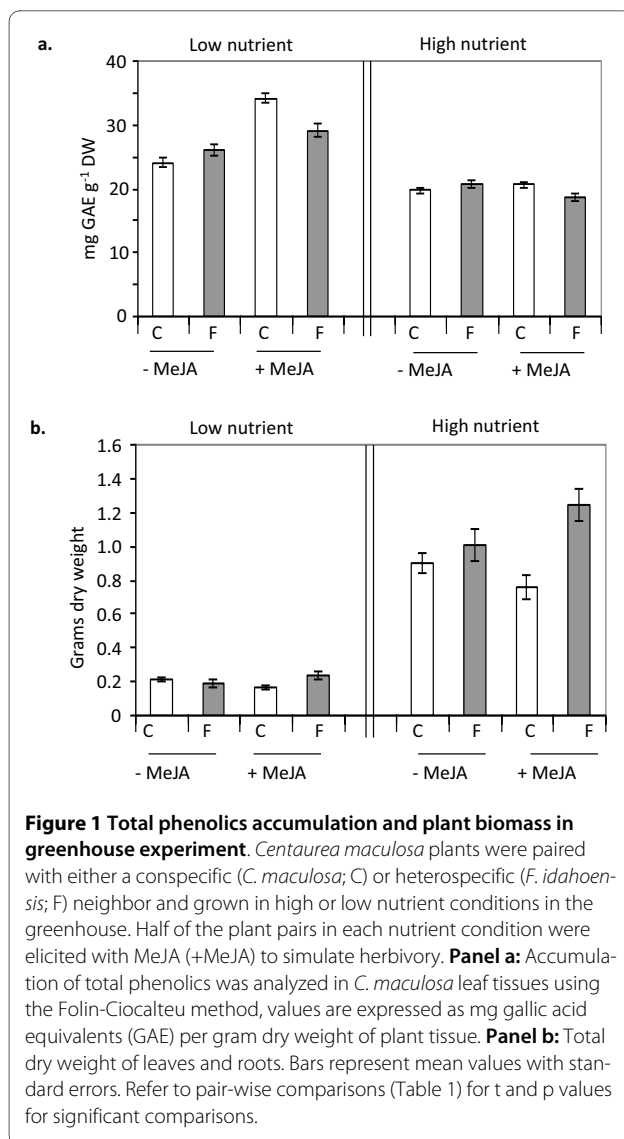 a.
Low nutrient High nutrient
mg GAE g-1 DW
40
30
20
10
0
C F C F C F C F
- MeJA + MeJA - MeJA + MeJA
b.
Low nutrient High nutrient
Grams dry weight
1.6
1.4
1.2
1.0
0.8
0.6
0.4
0.2
0
C F C F C F C F
- MeJA + MeJA - MeJA + MeJA
Figure 1 Total phenolics accumulation and plant biomass in
greenhouse experiment. Centaurea maculosa plants were paired
with either a conspecific (C. maculosa; C) or heterospecific (F. idahoen-
sis; F) neighbor and grown in high or low nutrient conditions in the
greenhouse. Half of the plant pairs in each nutrient condition were
elicited with MeJA (+MeJA) to simulate herbivory. Panel a: Accumula-
tion of total phenolics was analyzed in C. maculosa leaf tissues using
the Folin-Ciocalteu method, values are expressed as mg gallic acid
equivalents (GAE) per gram dry weight of plant tissue. Panel b: Total
dry weight of leaves and roots. Bars represent mean values with stan-
dard errors. Refer to pair-wise comparisons (Table 1) for t and p values
for significant comparisons.